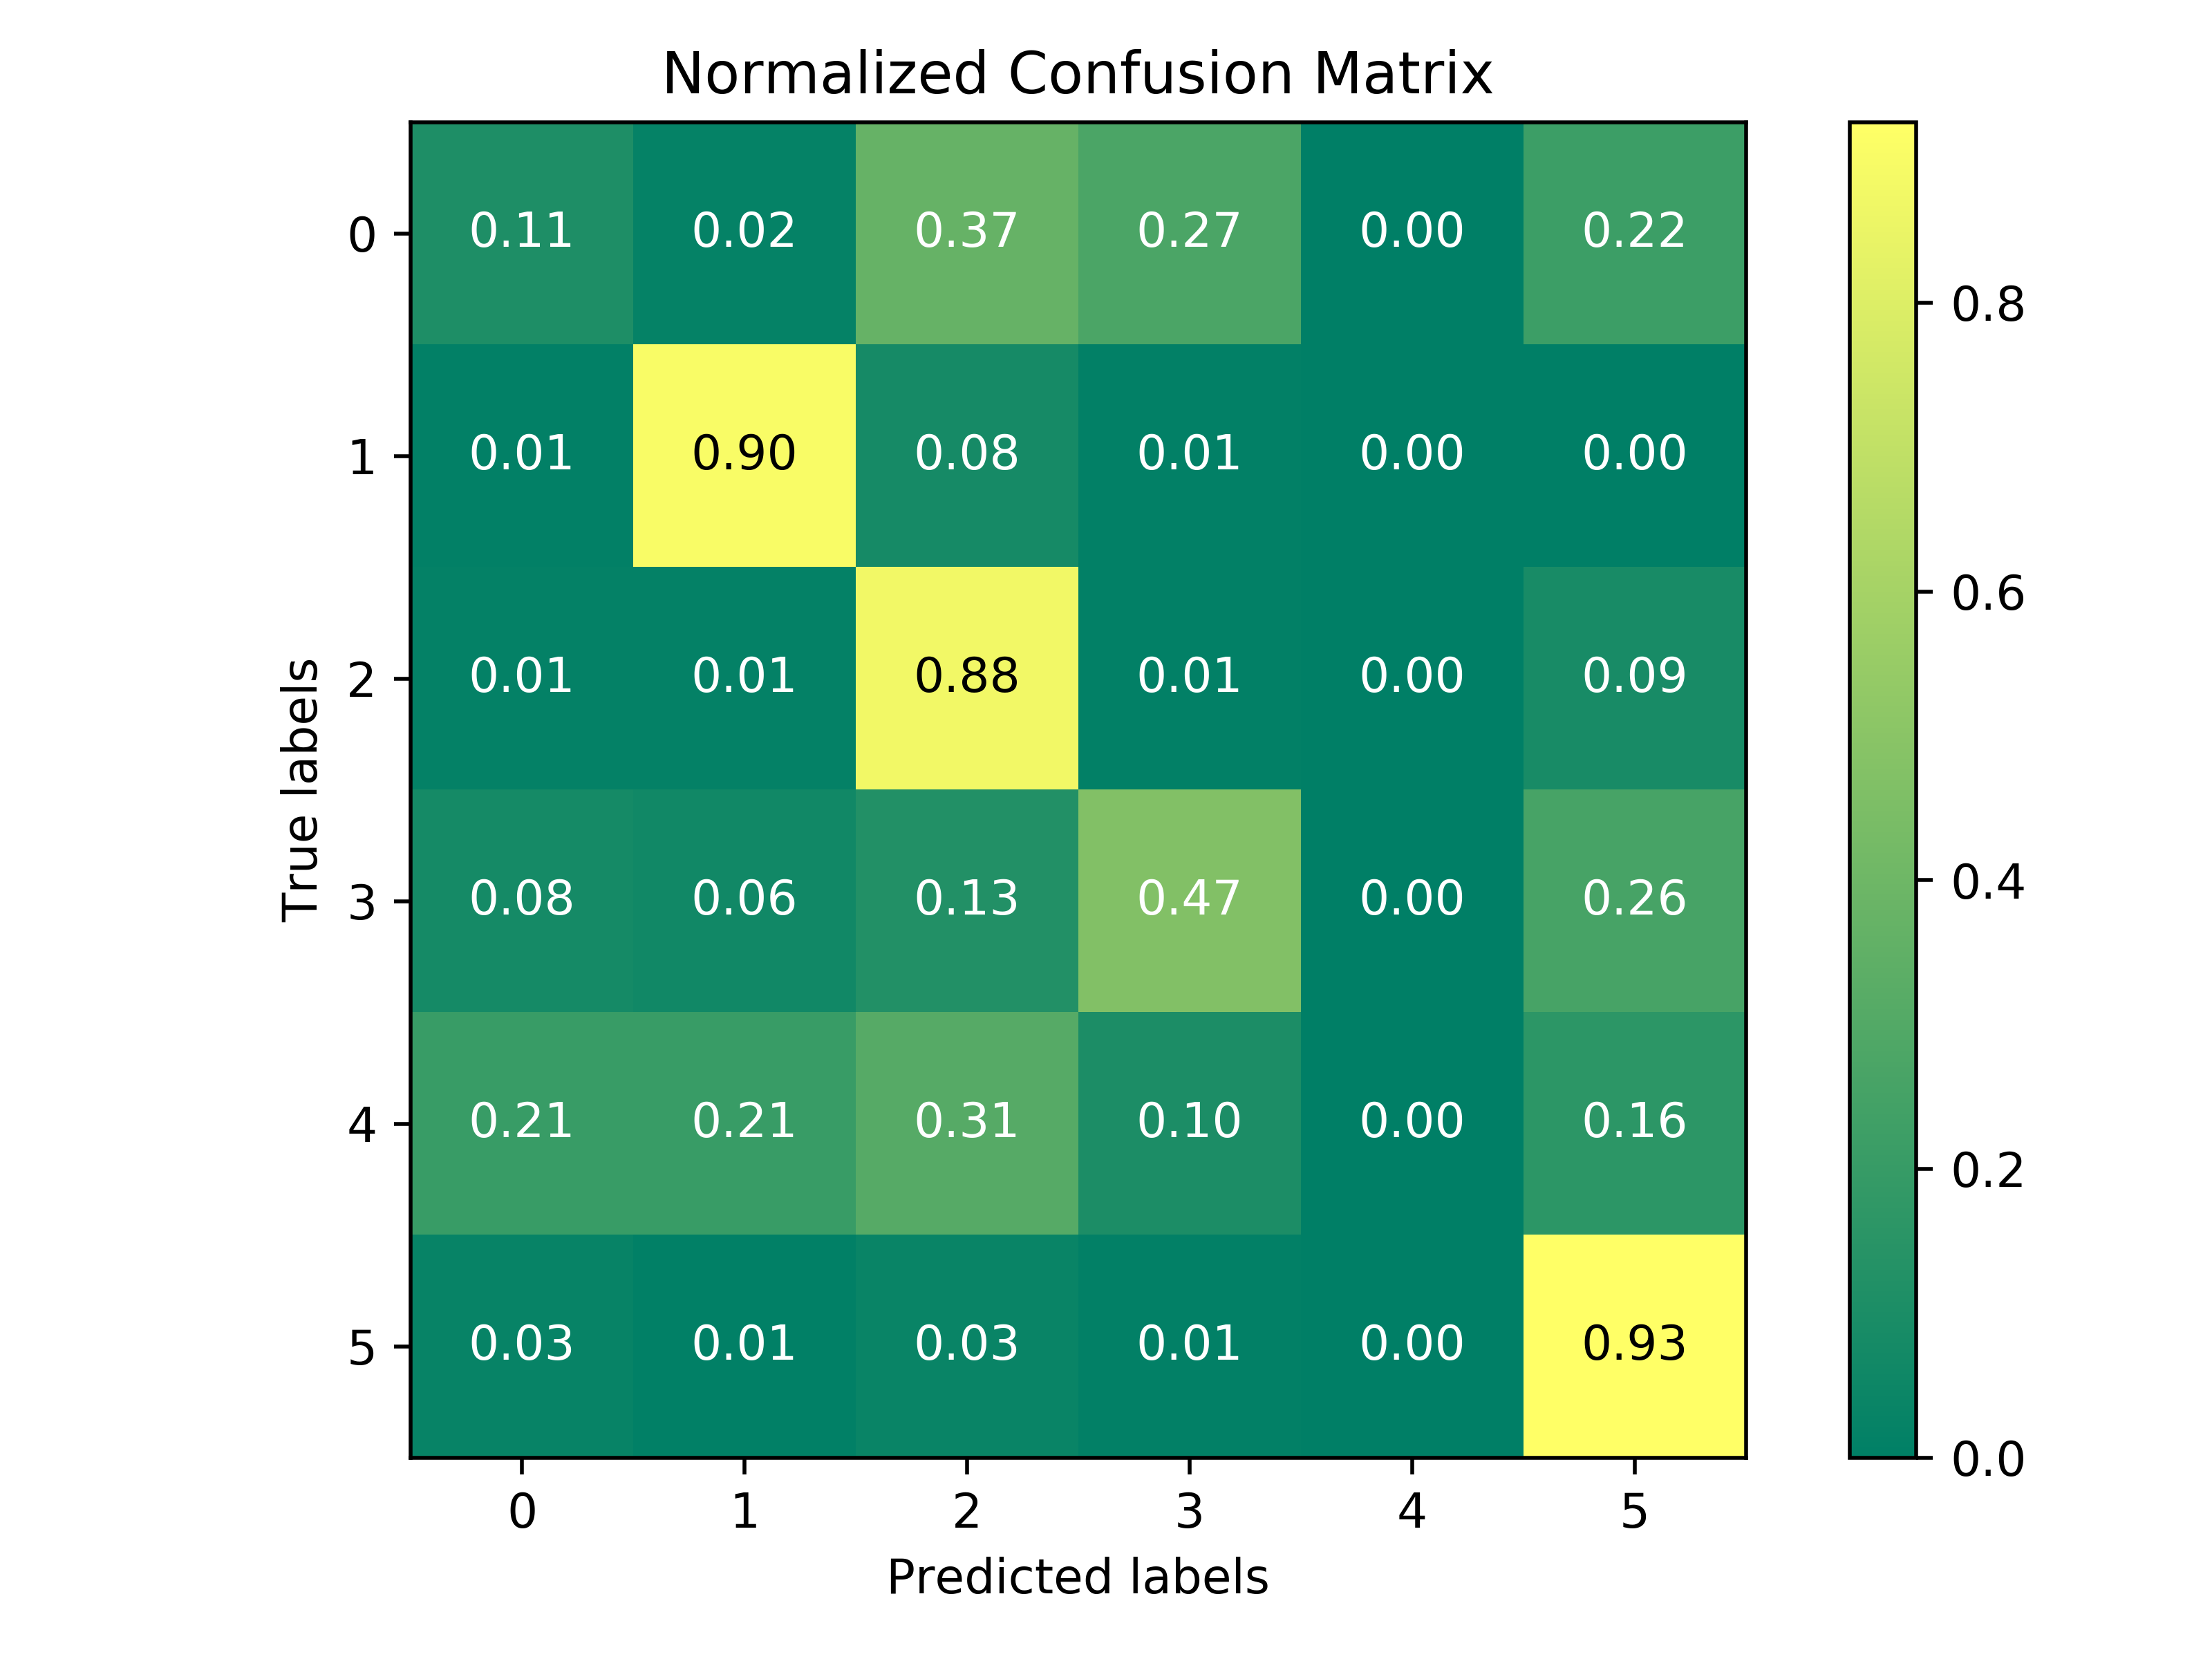 Normalized Confusion Matrix
0 0.11 0.02 0.37 0.27 0.00 0.22
1 0.01 0.90 0.08 0.01 0.00 0.00
2 0.01 0.01 0.88 0.01 0.00 0.09
3 0.08 0.06 0.13 0.47 0.00 0.26
4 0.21 0.21 0.31 0.10 0.00 0.16
5 0.03 0.01 0.03 0.01 0.00 0.93
0 1 2 3 4 5
Predicted labels
True labels
0.8
0.6
0.4
0.2
0.0